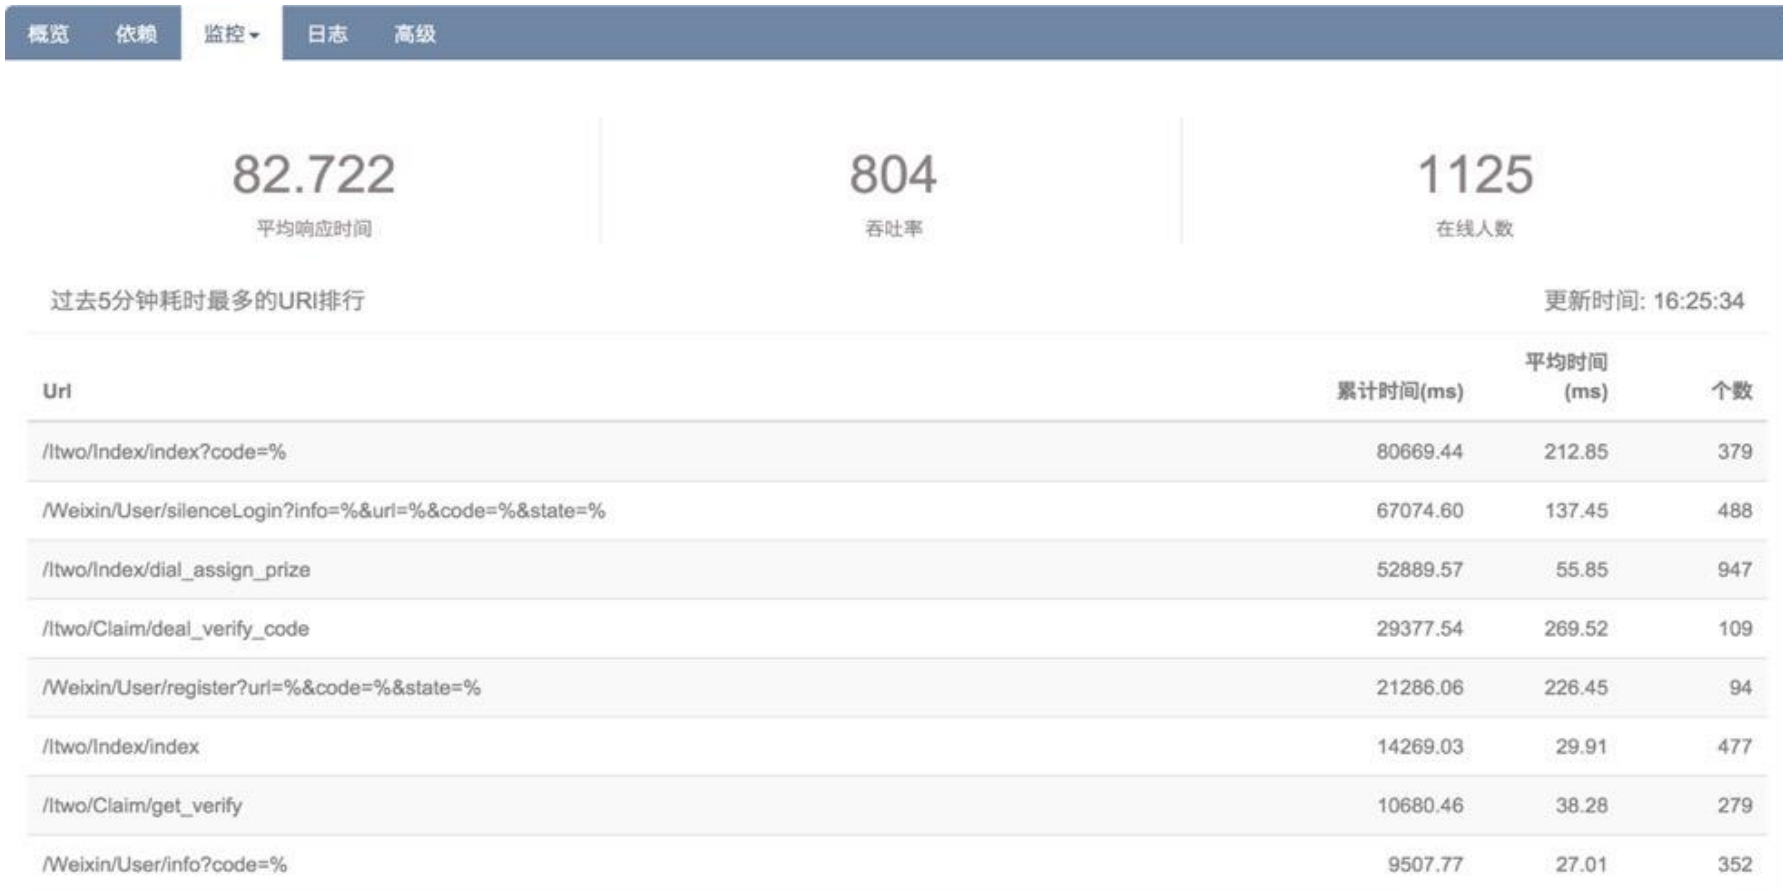 概览 依赖 监控 日志 高级
82.722 804 1125
平均响应时间 吞吐率 在线人数
过去5分钟耗时最多的URI排行 更新时间: 16:25:34
Url 累计时间(ms) 平均时间(ms) 个数
/Itwo/Index/index?code=% 80669.44 212.85 379
/Weixin/User/silenceLogin?info=%&url=%&code=%&state=% 67074.60 137.45 488
/Itwo/Index/dial_assign_prize 52889.57 55.85 947
/Itwo/Claim/deal_verify_code 29377.54 269.52 109
/Weixin/User/register?url=%&code=%&state=% 21286.06 226.45 94
/Itwo/Index/index 14269.03 29.91 477
/Itwo/Claim/get_verify 10680.46 38.28 279
/Weixin/User/info?code=% 9507.77 27.01 352